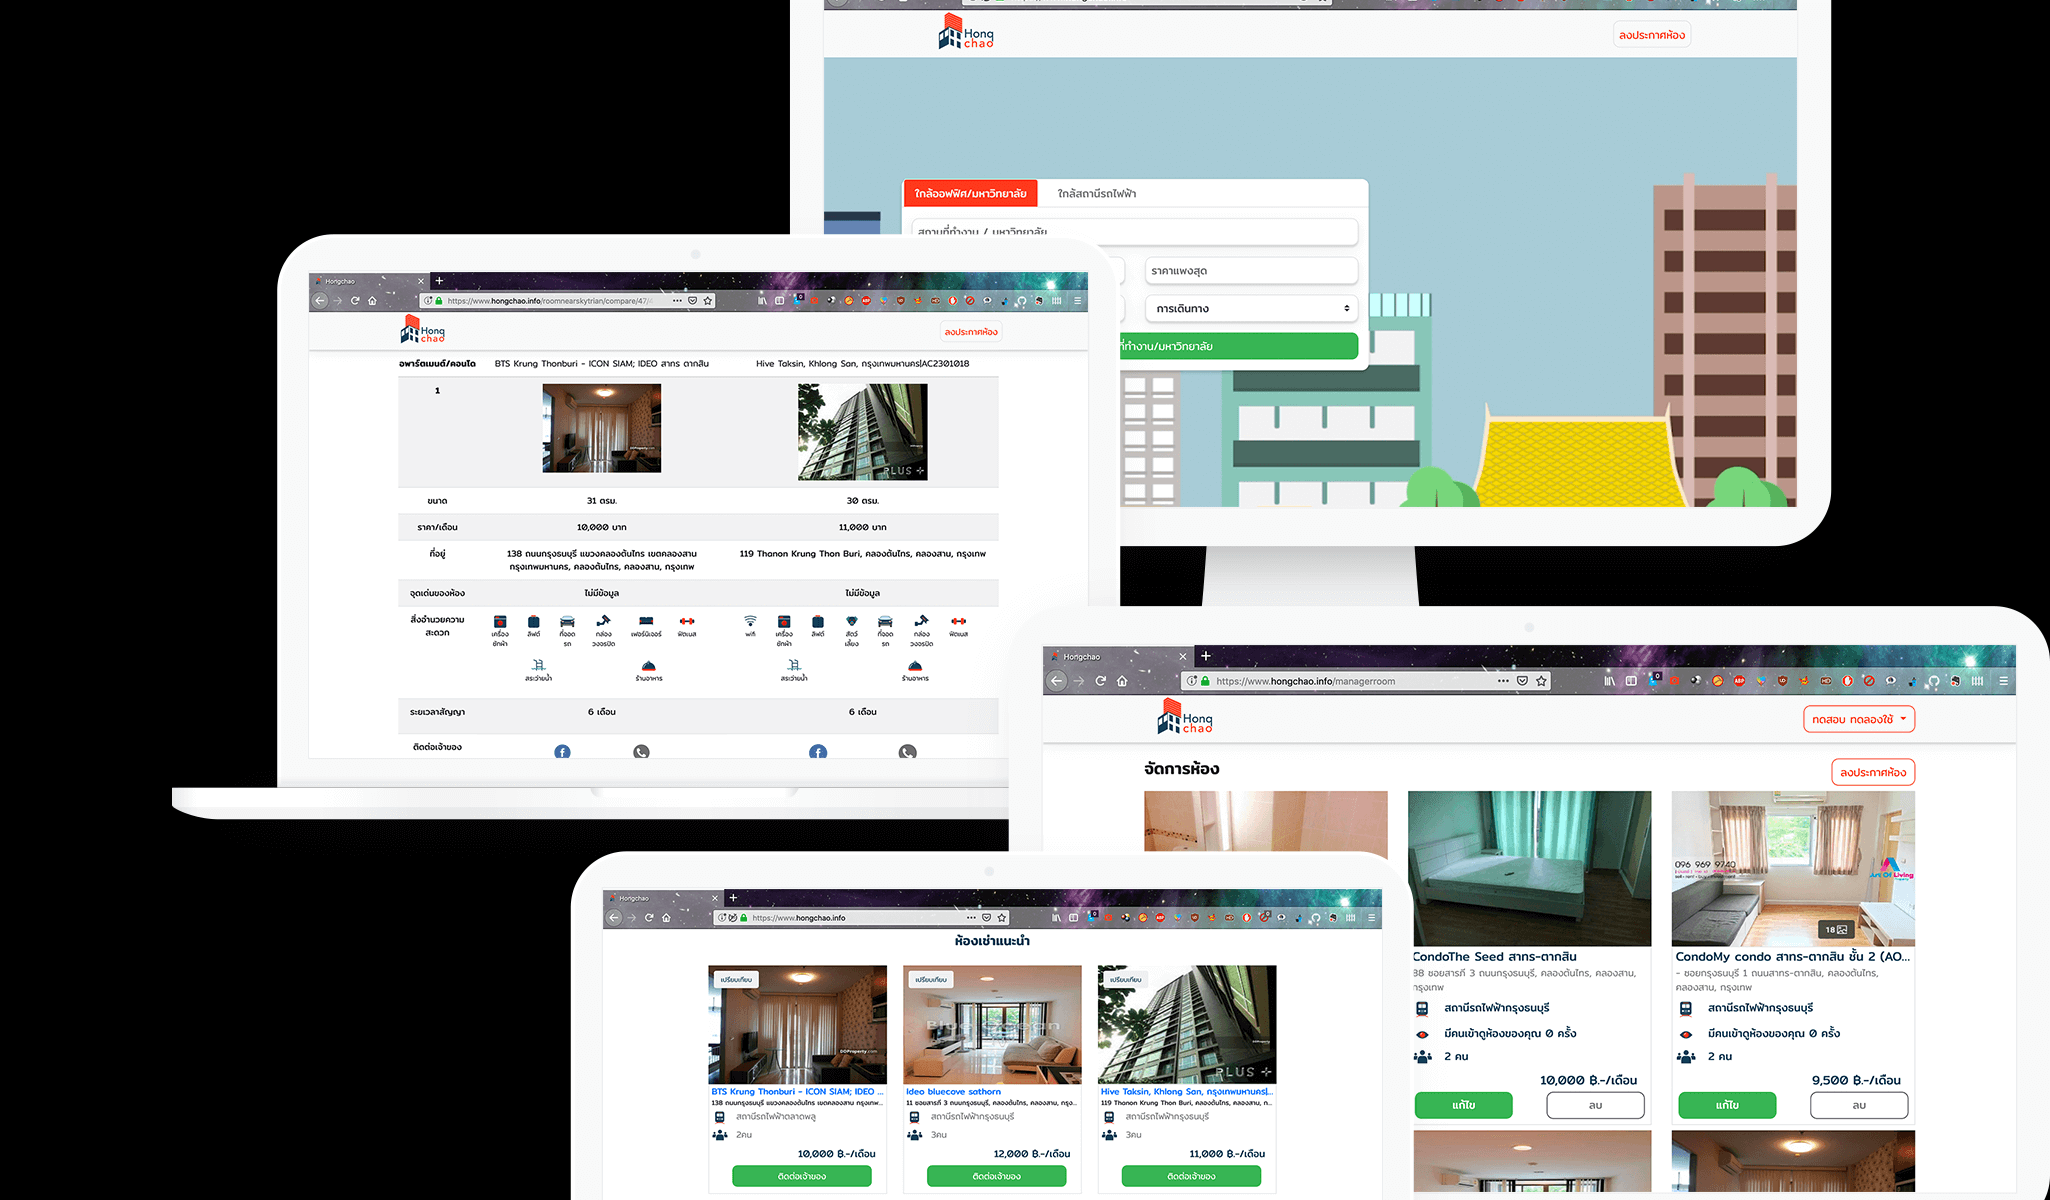 Hong
chao
ลงประกาศห้อง
ใกล้ออฟฟิศ/มหาวิทยาลัย
ใกล้สถานีรถไฟฟ้า
สถานที่ทำงาน / มหาวิทยาลัย
ราคาแพงสุด
การเดินทาง
ที่ทำงาน/มหาวิทยาลัย
Hongchao
https://www.hongchao.info/roomnearskytrian/compare/47/
Hong
chao
ลงประกาศห้อง
อพาร์ตเมนต์/คอนโด BTS Krung Thonburi - ICON SIAM; IDEO สาทร ตากสิน Hive Taksin, Khlong San, กรุงเทพมหานคร|AC2301018
1
PLUS +
ขนาด 31 ตรม. 30 ตรม.
ราคา/เดือน 10,000 บาท 11,000 บาท
ที่อยู่ 138 ถนนกรุงธนบุรี แขวงคลองต้นไทร เขตคลองสาน 119 Thanon Krung Thon Buri, คลองต้นไทร, คลองสาน, กรุงเทพ
กรุงเทพมหานคร, คลองต้นไทร, คลองสาน, กรุงเทพ
จุดเด่นของห้อง ไม่มีข้อมูล ไม่มีข้อมูล
สิ่งอำนวยความ
สะดวก
เครื่อง ลิฟต์ ที่จอด กล่อง เฟอร์นิเจอร์ ฟิตเนส wifi เครื่อง ลิฟต์ สัตว์ ที่จอด กล่อง ฟิตเนส
ซักผ้า รถ วงจรปิด ซักผ้า เลี้ยง รถ วงจรปิด
สระว่ายน้ำ ร้านอาหาร สระว่ายน้ำ ร้านอาหาร
ระยะเวลาสัญญา 6 เดือน 6 เดือน
ติดต่อเจ้าของ
Hongchao
https://www.hongchao.info/managerroom
Hong
chao
ทดสอบ ทดลองใช้
จัดการห้อง
ลงประกาศห้อง
096 969 9740
Art Of Living
18
CondoThe Seed สาทร-ตากสิน
88 ซอยสารภี 3 ถนนกรุงธนบุรี, คลองต้นไทร, คลองสาน,
กรุงเทพ
สถานีรถไฟฟ้ากรุงธนบุรี
มีคนเข้าดูห้องของคุณ 0 ครั้ง
2 คน
10,000 ฿.-/เดือน
แก้ไข ลบ
CondoMy condo สาทร-ตากสิน ชั้น 2 (AO...
- ซอยกรุงธนบุรี 1 ถนนสาทร-ตากสิน, คลองต้นไทร,
คลองสาน, กรุงเทพ
สถานีรถไฟฟ้ากรุงธนบุรี
มีคนเข้าดูห้องของคุณ 0 ครั้ง
2 คน
9,500 ฿.-/เดือน
แก้ไข ลบ
Hongchao
https://www.hongchao.info
ห้องเช่าแนะนำ
เปรียบเทียบ
DDProperty.com
BTS Krung Thonburi - ICON SIAM; IDEO ...
138 ถนนกรุงธนบุรี แขวงคลองต้นไทร เขตคลองสาน กรุงเทพม...
สถานีรถไฟฟ้าตลาดพลู
2คน
10,000 ฿.-/เดือน
ติดต่อเจ้าของ
เปรียบเทียบ
Blue Ocean
Ideo bluecove sathorn
11 ซอยสารภี 3 ถนนกรุงธนบุรี, คลองต้นไทร, คลองสาน, กรุง...
สถานีรถไฟฟ้ากรุงธนบุรี
3คน
12,000 ฿.-/เดือน
ติดต่อเจ้าของ
เปรียบเทียบ
PLUS +
Hive Taksin, Khlong San, กรุงเทพมหานคร|...
119 Thanon Krung Thon Buri, คลองต้นไทร, คลองสาน, ก...
สถานีรถไฟฟ้ากรุงธนบุรี
3คน
11,000 ฿.-/เดือน
ติดต่อเจ้าของ